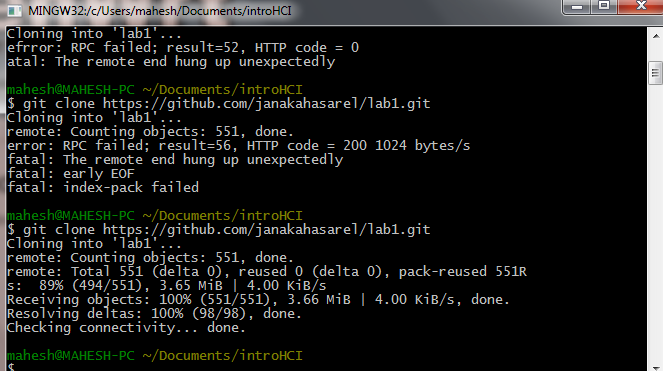 MINGW32:/c/Users/mahesh/Documents/introHCI
Cloning into 'lab1'...
efrror: RPC failed; result=52, HTTP code = 0
atal: The remote end hung up unexpectedly
mahesh@MAHESH-PC ~/Documents/introHCI
$ git clone https://github.com/janakahasarel/lab1.git
Cloning into 'lab1'...
remote: Counting objects: 551, done.
error: RPC failed; result=56, HTTP code = 200 1024 bytes/s
fatal: The remote end hung up unexpectedly
fatal: early EOF
fatal: index-pack failed
mahesh@MAHESH-PC ~/Documents/introHCI
$ git clone https://github.com/janakahasarel/lab1.git
Cloning into 'lab1'...
remote: Counting objects: 551, done.
remote: Total 551 (delta 0), reused 0 (delta 0), pack-reused 551R
s:  89% (494/551), 3.65 MiB | 4.00 KiB/s
Receiving objects: 100% (551/551), 3.66 MiB | 4.00 KiB/s, done.
Resolving deltas: 100% (98/98), done.
Checking connectivity... done.
mahesh@MAHESH-PC ~/Documents/introHCI
$